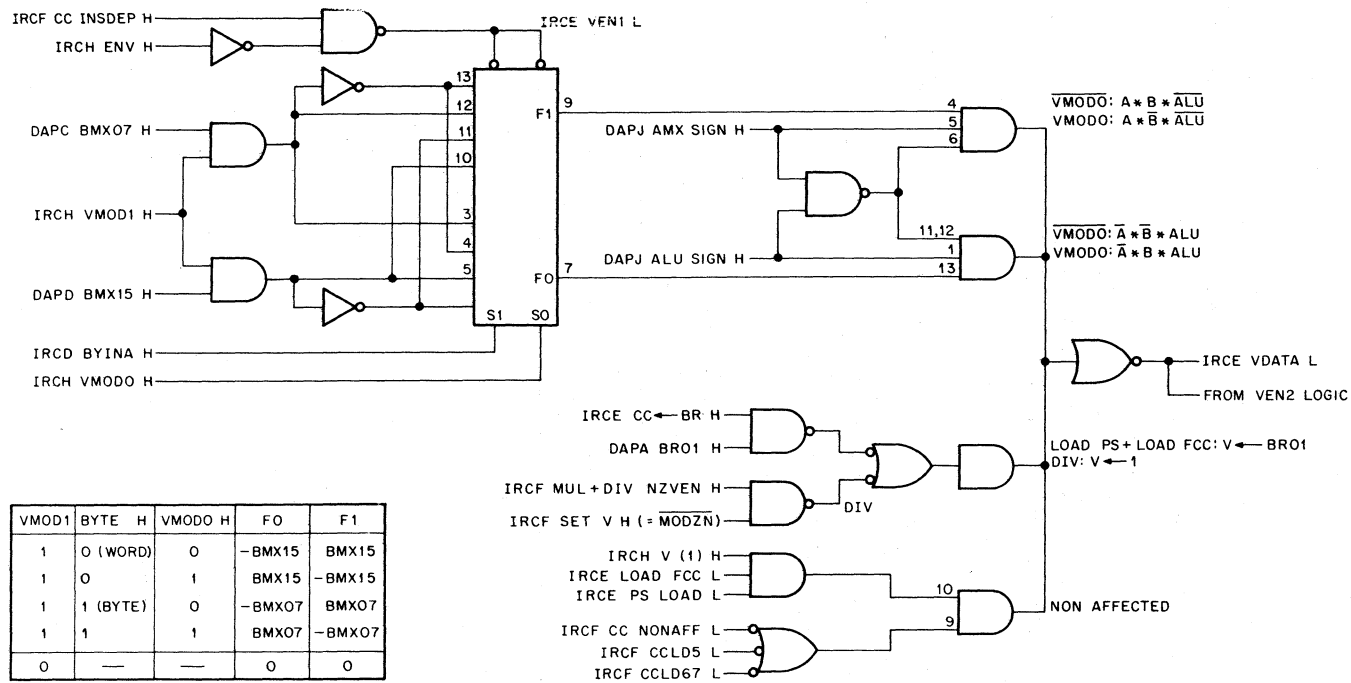 IRCF CC INSDEP H
IRCH ENV H
IRCE VEN1 L
DAPC BMX07 H
IRCH VMOD1 H
DAPD BMX15 H
IRCD BYINA H
IRCH VMODO H
13
12
11
10
3
4
5
F1
9
F0
7
S1 S0
DAPJ AMX SIGN H
DAPJ ALU SIGN H
4
5
6
11,12
1
13
V̅M̅O̅D̅O̅: A * B * A̅L̅U̅
VMODO: A * B̅ * A̅L̅U̅
V̅M̅O̅D̅O̅: A̅ * B̅ * ALU
VMODO: A̅ * B * ALU
IRCE VDATA L
FROM VEN2 LOGIC
IRCE CC←BR H
DAPA BR01 H
IRCF MUL+DIV NZVEN H
IRCF SET V H (= M̅O̅D̅Z̅N̅)
DIV
LOAD PS+LOAD FCC: V←BR01
DIV: V←1
IRCH V (1) H
IRCE LOAD FCC L
IRCE PS LOAD L
IRCF CC NONAFF L
IRCF CCLD5 L
IRCF CCLD67 L
10
9
NON AFFECTED
VMOD1 BYTE H VMODO H F0 F1
1 0 (WORD) 0 -BMX15 BMX15
1 0 1 BMX15 -BMX15
1 1 (BYTE) 0 -BMX07 BMX07
1 1 1 BMX07 -BMX07
0 — — 0 0